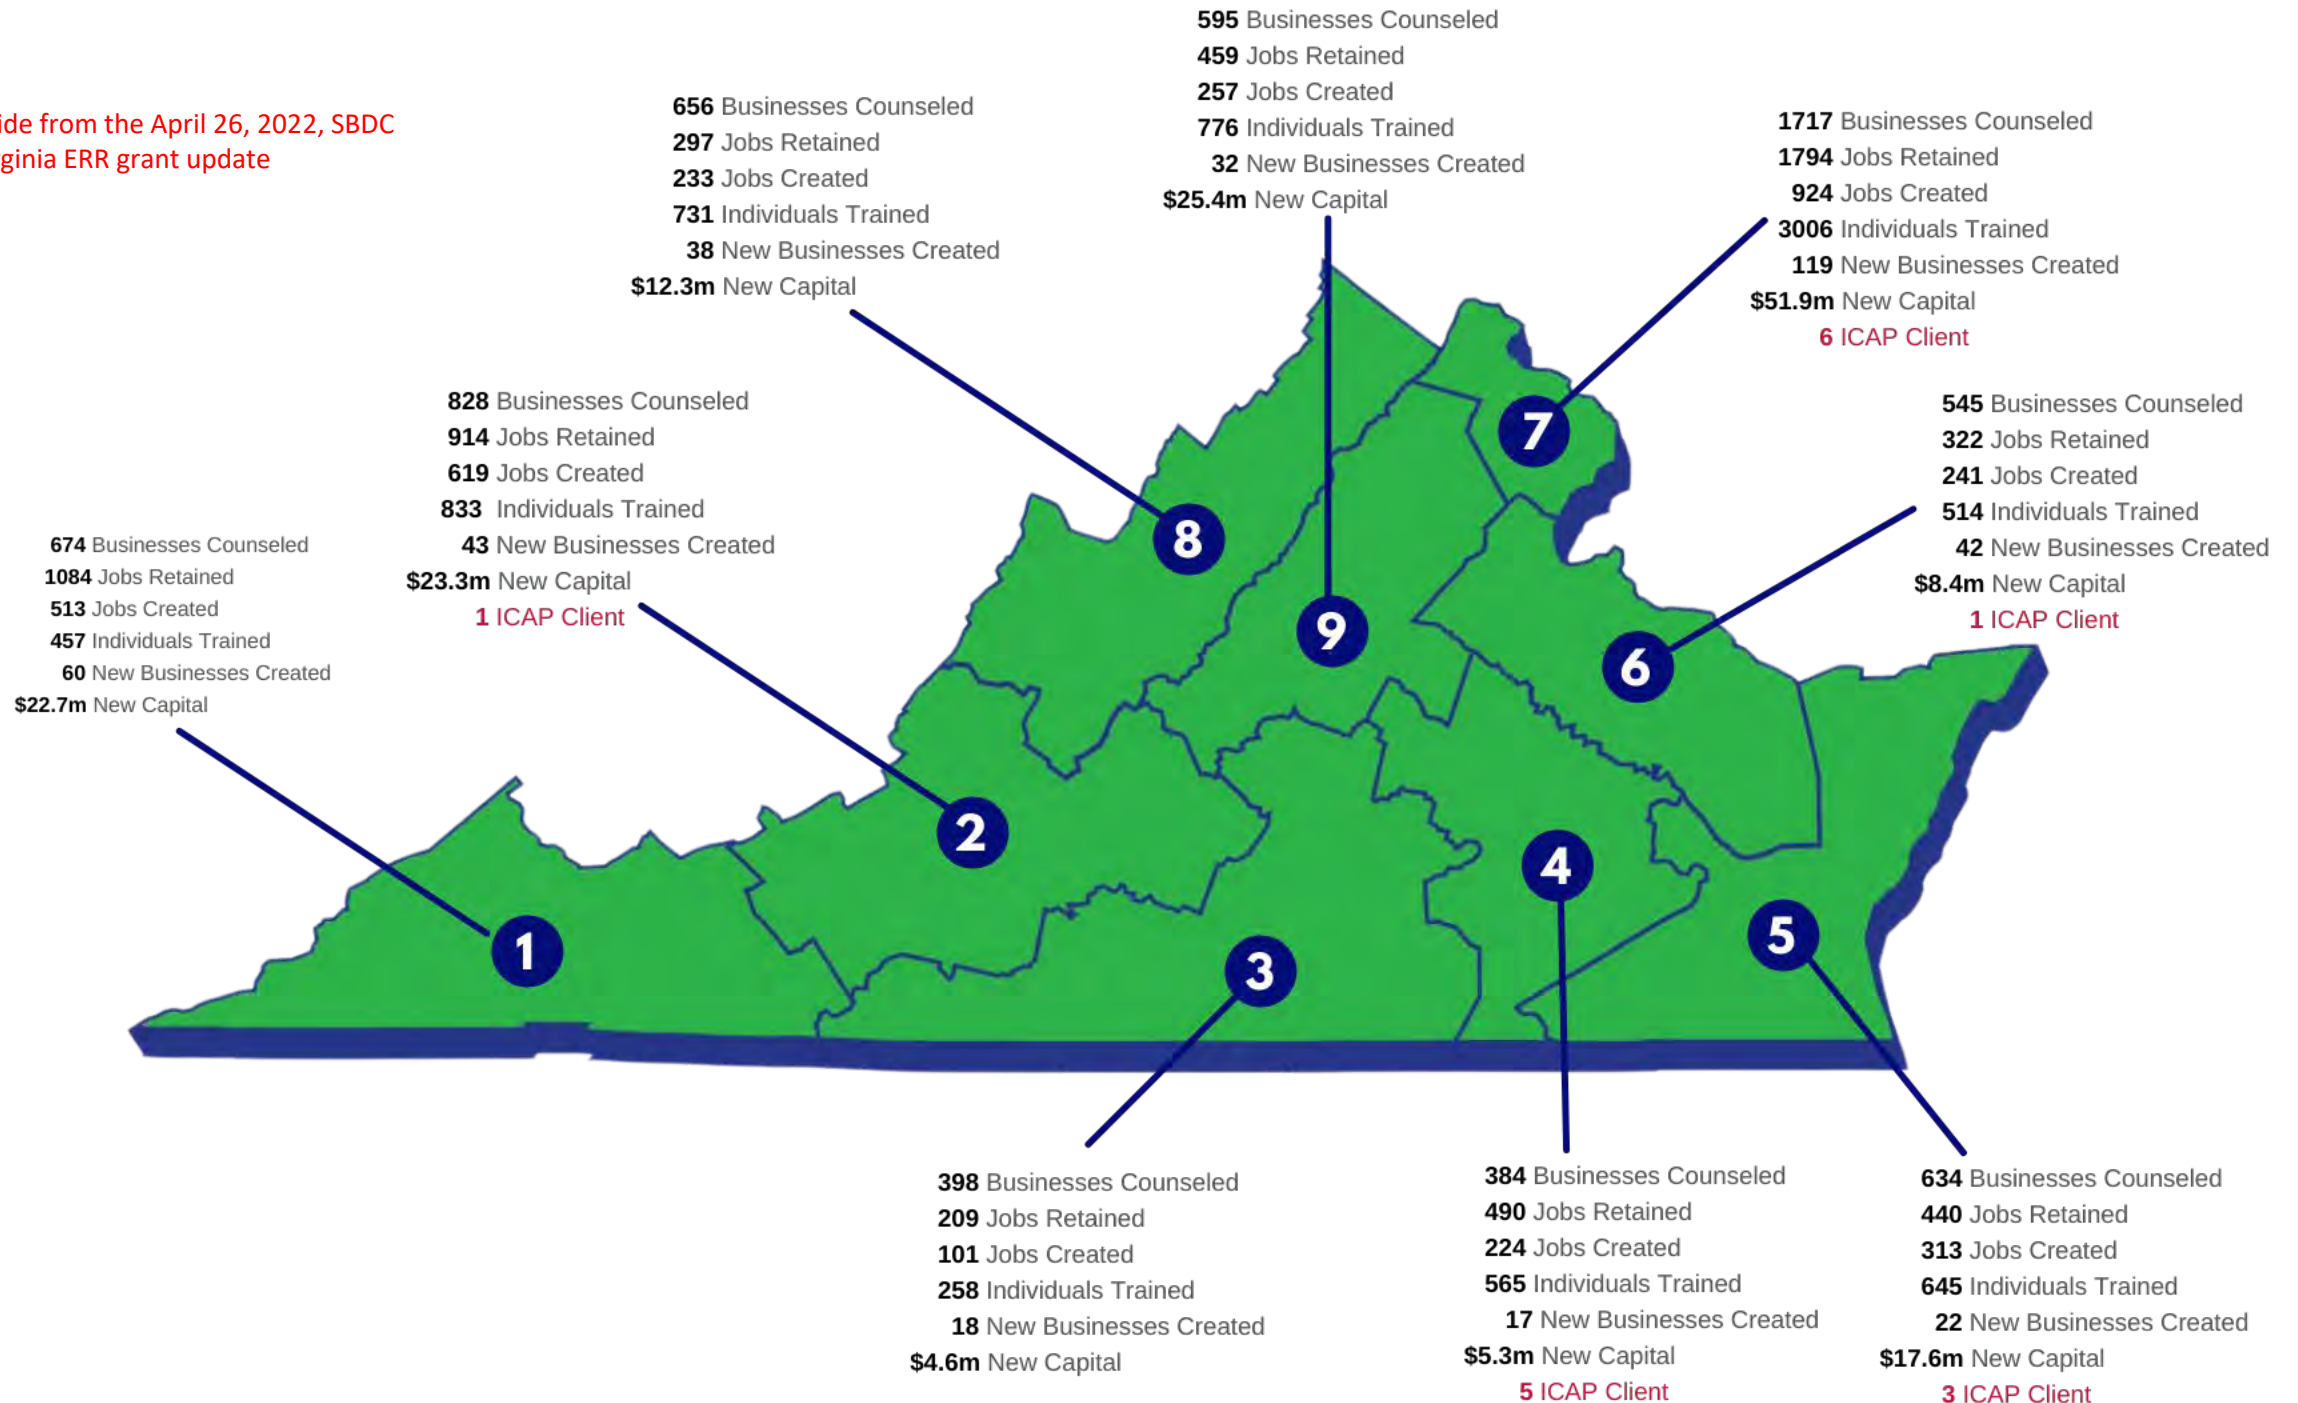 ide from the April 26, 2022, SBDC
ginia ERR grant update
595 Businesses Counseled
459 Jobs Retained
257 Jobs Created
776 Individuals Trained
32 New Businesses Created
$25.4m New Capital
656 Businesses Counseled
297 Jobs Retained
233 Jobs Created
731 Individuals Trained
38 New Businesses Created
$12.3m New Capital
1717 Businesses Counseled
1794 Jobs Retained
924 Jobs Created
3006 Individuals Trained
119 New Businesses Created
$51.9m New Capital
6 ICAP Client
828 Businesses Counseled
914 Jobs Retained
619 Jobs Created
833 Individuals Trained
43 New Businesses Created
$23.3m New Capital
1 ICAP Client
545 Businesses Counseled
322 Jobs Retained
241 Jobs Created
514 Individuals Trained
42 New Businesses Created
$8.4m New Capital
1 ICAP Client
674 Businesses Counseled
1084 Jobs Retained
513 Jobs Created
457 Individuals Trained
60 New Businesses Created
$22.7m New Capital
7
8
9
6
2
4
5
1
3
398 Businesses Counseled
209 Jobs Retained
101 Jobs Created
258 Individuals Trained
18 New Businesses Created
$4.6m New Capital
384 Businesses Counseled
490 Jobs Retained
224 Jobs Created
565 Individuals Trained
17 New Businesses Created
$5.3m New Capital
5 ICAP Client
634 Businesses Counseled
440 Jobs Retained
313 Jobs Created
645 Individuals Trained
22 New Businesses Created
$17.6m New Capital
3 ICAP Client